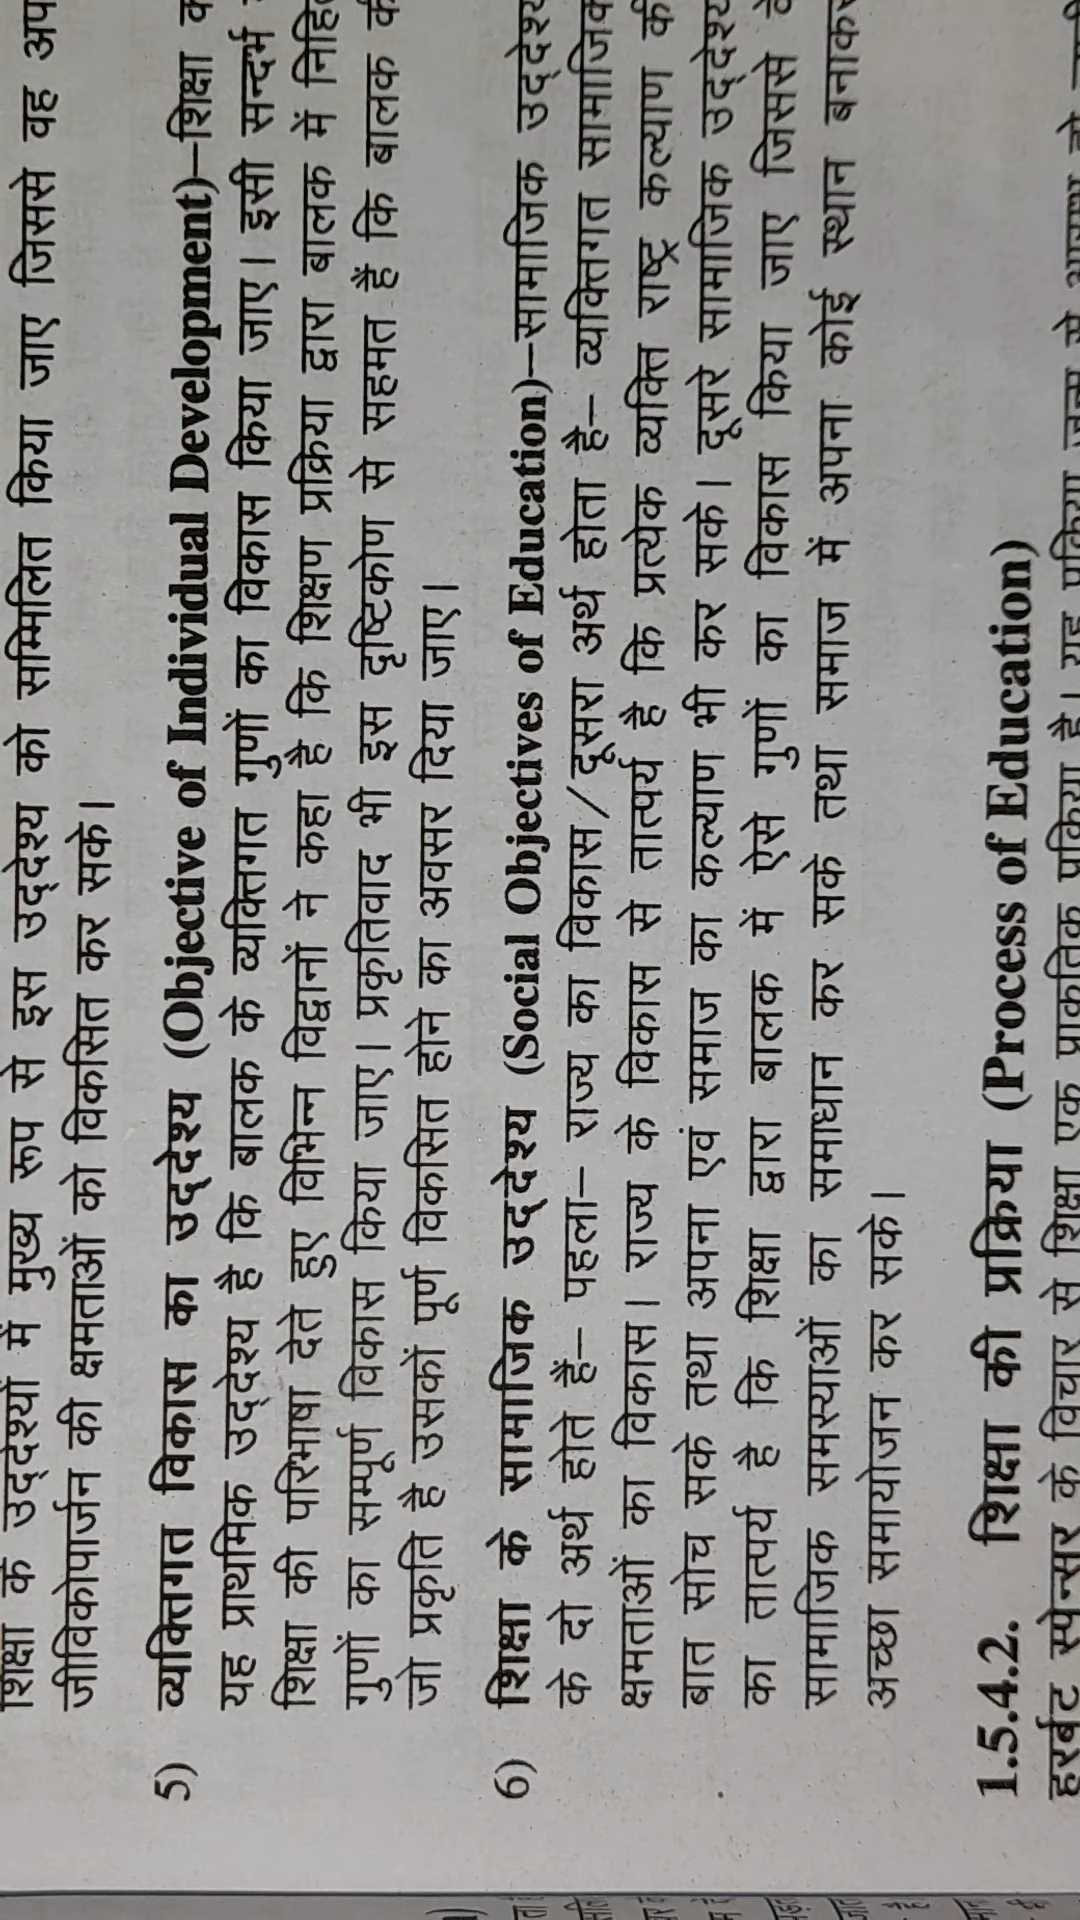 शिक्षा के उद्देश्यों में मुख्य रूप से इस उद्देश्य को सम्मिलित किया जाए जिससे वह
जीविकोपार्जन की क्षमताओं को विकसित कर सके।
5) व्यक्तिगत विकास का उद्देश्य (Objective of Individual Development)–शिक्षा
यह प्राथमिक उद्देश्य है कि बालक के व्यक्तिगत गुणों का विकास किया जाए। इसी सन्दर्भ
शिक्षा की परिभाषा देते हुए विभिन्न विद्वानों ने कहा है कि शिक्षण प्रक्रिया द्वारा बालक में
गुणों का सम्पूर्ण विकास किया जाए। प्रकृतिवाद भी इस दृष्टिकोण से सहमत है कि बालक
जो प्रकृति है उसकों पूर्ण विकसित होने का अवसर दिया जाए।
6) शिक्षा के सामाजिक उद्देश्य (Social Objectives of Education)–सामाजिक उद्देश्य
के दो अर्थ होते हैं– पहला– राज्य का विकास/दूसरा अर्थ होता है– व्यक्तिगत सामाजिक
क्षमताओं का विकास। राज्य के विकास से तात्पर्य है कि प्रत्येक व्यक्ति राष्ट्र कल्याण की
बात सोच सके तथा अपना एवं समाज का कल्याण भी कर सके। दूसरे सामाजिक उद्देश्य
का तात्पर्य है कि शिक्षा द्वारा बालक में ऐसे गुणों का विकास किया जाए जिससे
सामाजिक समस्याओं का समाधान कर सके तथा समाज में अपना कोई स्थान बनाकर
अच्छा समायोजन कर सके।
1.5.4.2. शिक्षा की प्रक्रिया (Process of Education)
हरबर्ट स्पेन्सर के विचार से शिक्षा एक प्राकृतिक प्रक्रिया है। यह प्रक्रिया जन्म से